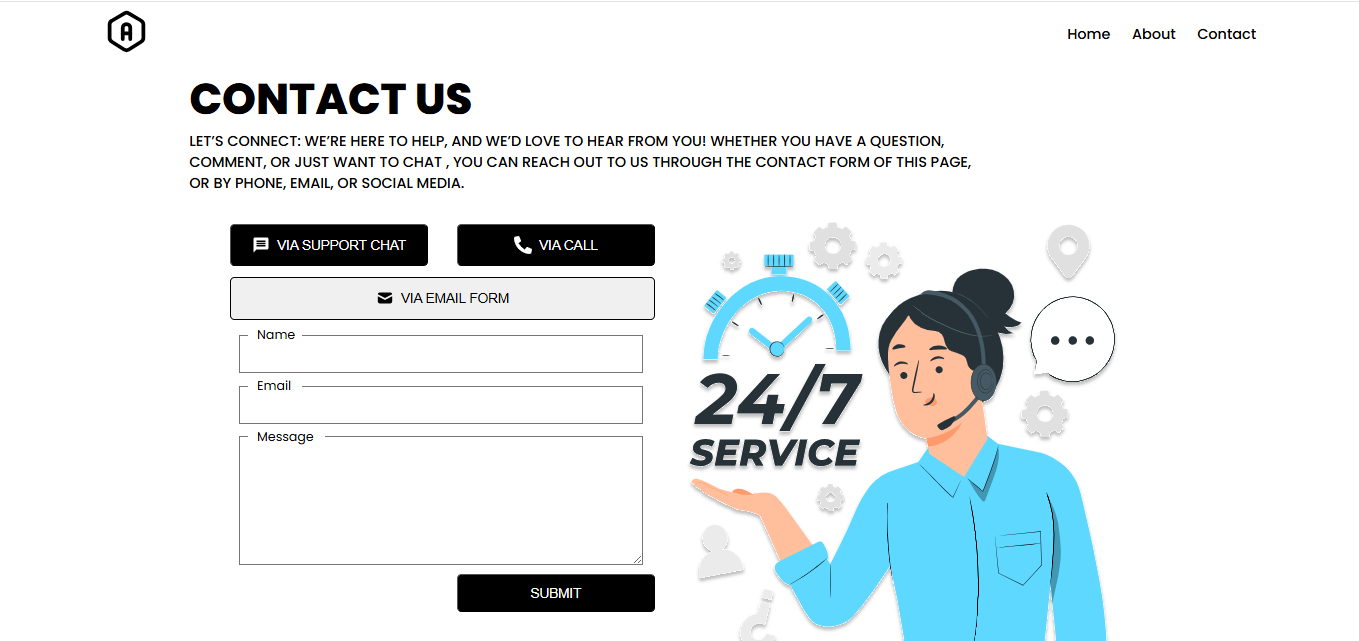 A
Home About Contact
CONTACT US
LET’S CONNECT: WE’RE HERE TO HELP, AND WE’D LOVE TO HEAR FROM YOU! WHETHER YOU HAVE A QUESTION,
COMMENT, OR JUST WANT TO CHAT , YOU CAN REACH OUT TO US THROUGH THE CONTACT FORM OF THIS PAGE,
OR BY PHONE, EMAIL, OR SOCIAL MEDIA.
VIA SUPPORT CHAT
VIA CALL
VIA EMAIL FORM
Name
Email
Message
SUBMIT
24/7
SERVICE